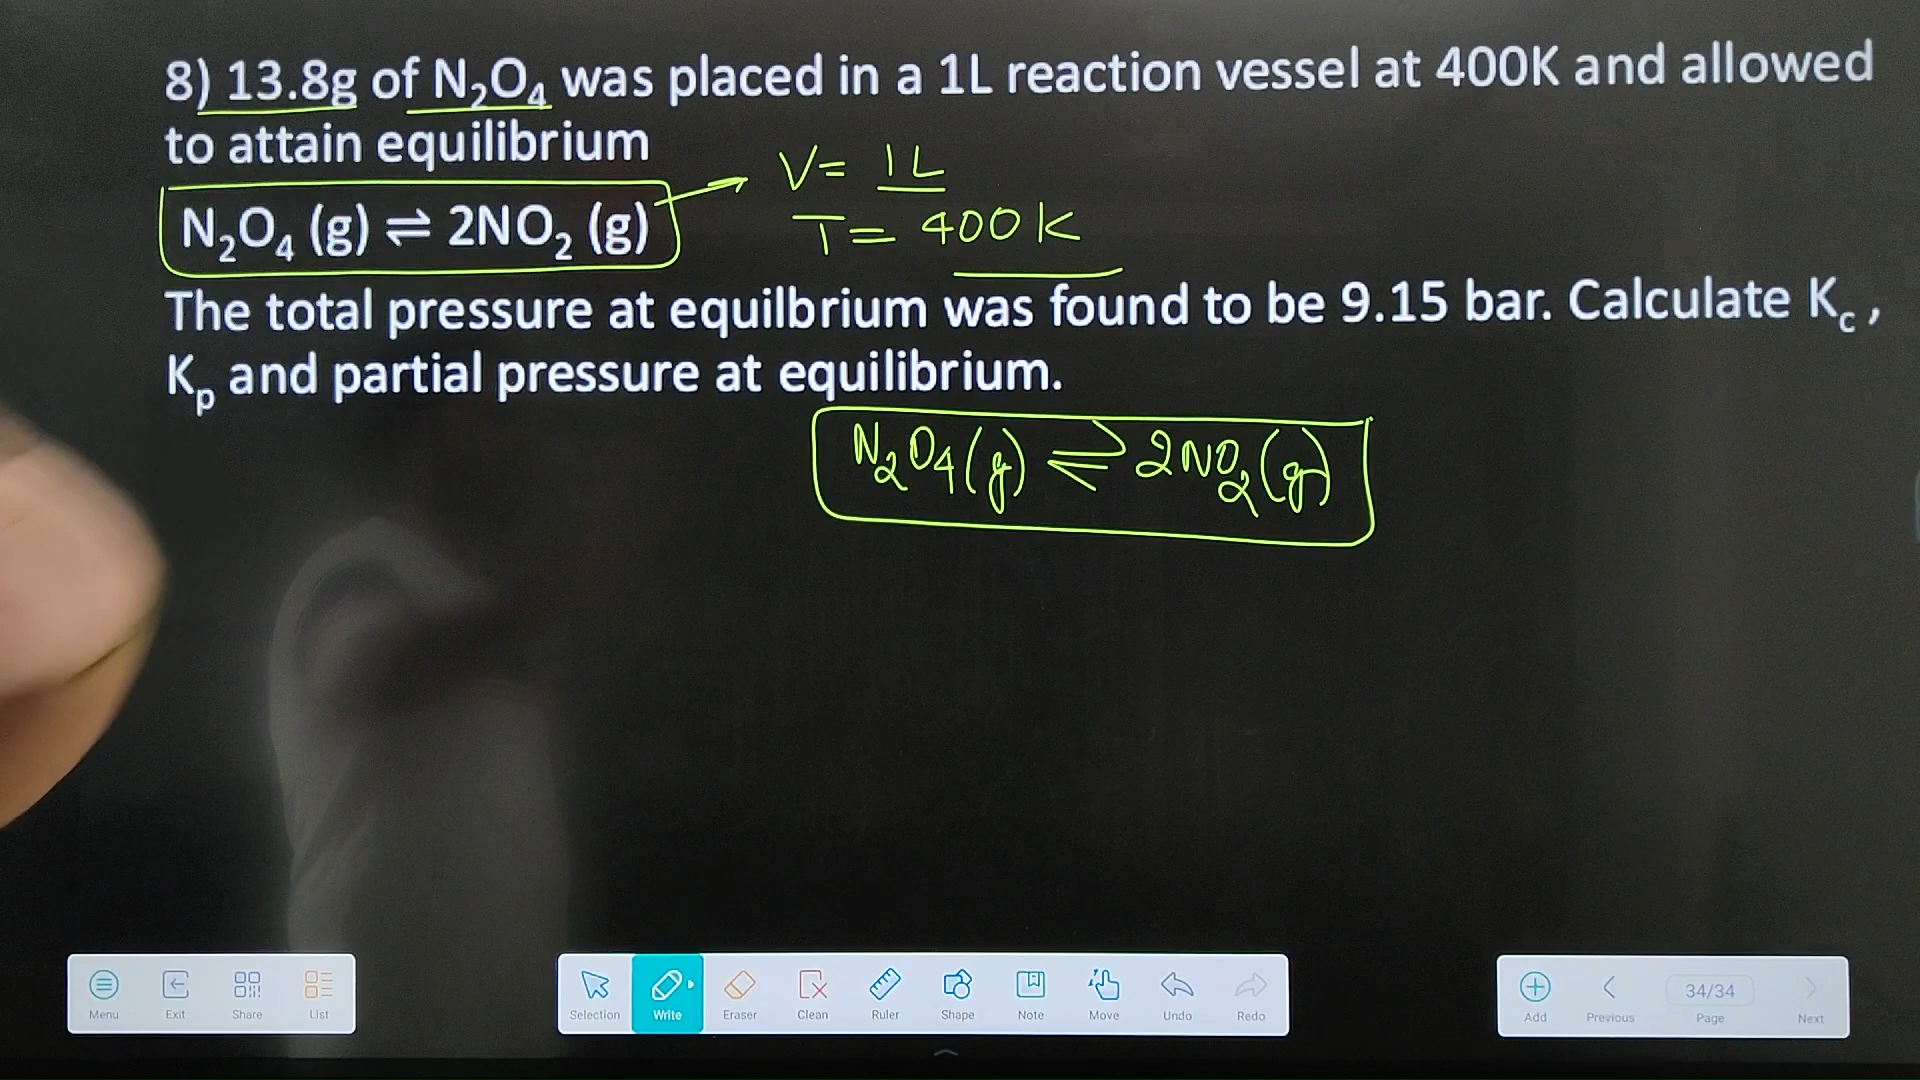 8) 13.8g of N₂O₄ was placed in a 1L reaction vessel at 400K and allowed
to attain equilibrium
V= 1L
N₂O₄ (g) ⇌ 2NO₂ (g)
T= 400K
The total pressure at equilbrium was found to be 9.15 bar. Calculate K꜀ ,
Kₚ and partial pressure at equilibrium.
N₂O₄(g) ⇌ 2NO₂(g)
Menu Exit Share List Selection Write Eraser Clean Ruler Shape Note Move Undo Redo Add Previous 34/34 Page Next